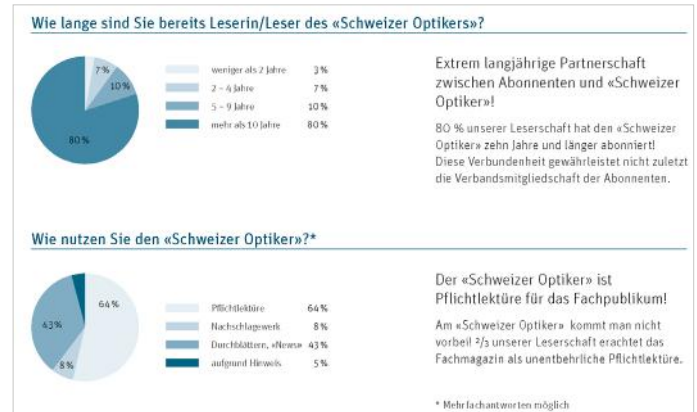 Wie lange sind Sie bereits Leserin/Leser des «Schweizer Optikers»?
7 %
10 %
80 %
weniger als 2 Jahre 3 %
2 – 4 Jahre 7 %
5 – 9 Jahre 10 %
mehr als 10 Jahre 80 %
Extrem langjährige Partnerschaft
zwischen Abonnenten und «Schweizer
Optiker»!
80 % unserer Leserschaft hat den «Schweizer
Optiker» zehn Jahre und länger abonniert!
Diese Verbundenheit gewährleistet nicht zuletzt
die Verbandsmitgliedschaft der Abonnenten.
Wie nutzen Sie den «Schweizer Optiker»?*
64 %
43 %
8 %
Pflichtlektüre 64 %
Nachschlagewerk 8 %
Durchblättern, «News» 43 %
aufgrund Hinweis 5 %
Der «Schweizer Optiker» ist
Pflichtlektüre für das Fachpublikum!
Am «Schweizer Optiker» kommt man nicht
vorbei! ²/₃ unserer Leserschaft erachtet das
Fachmagazin als unentbehrliche Pflichtlektüre.
* Mehrfachantworten möglich